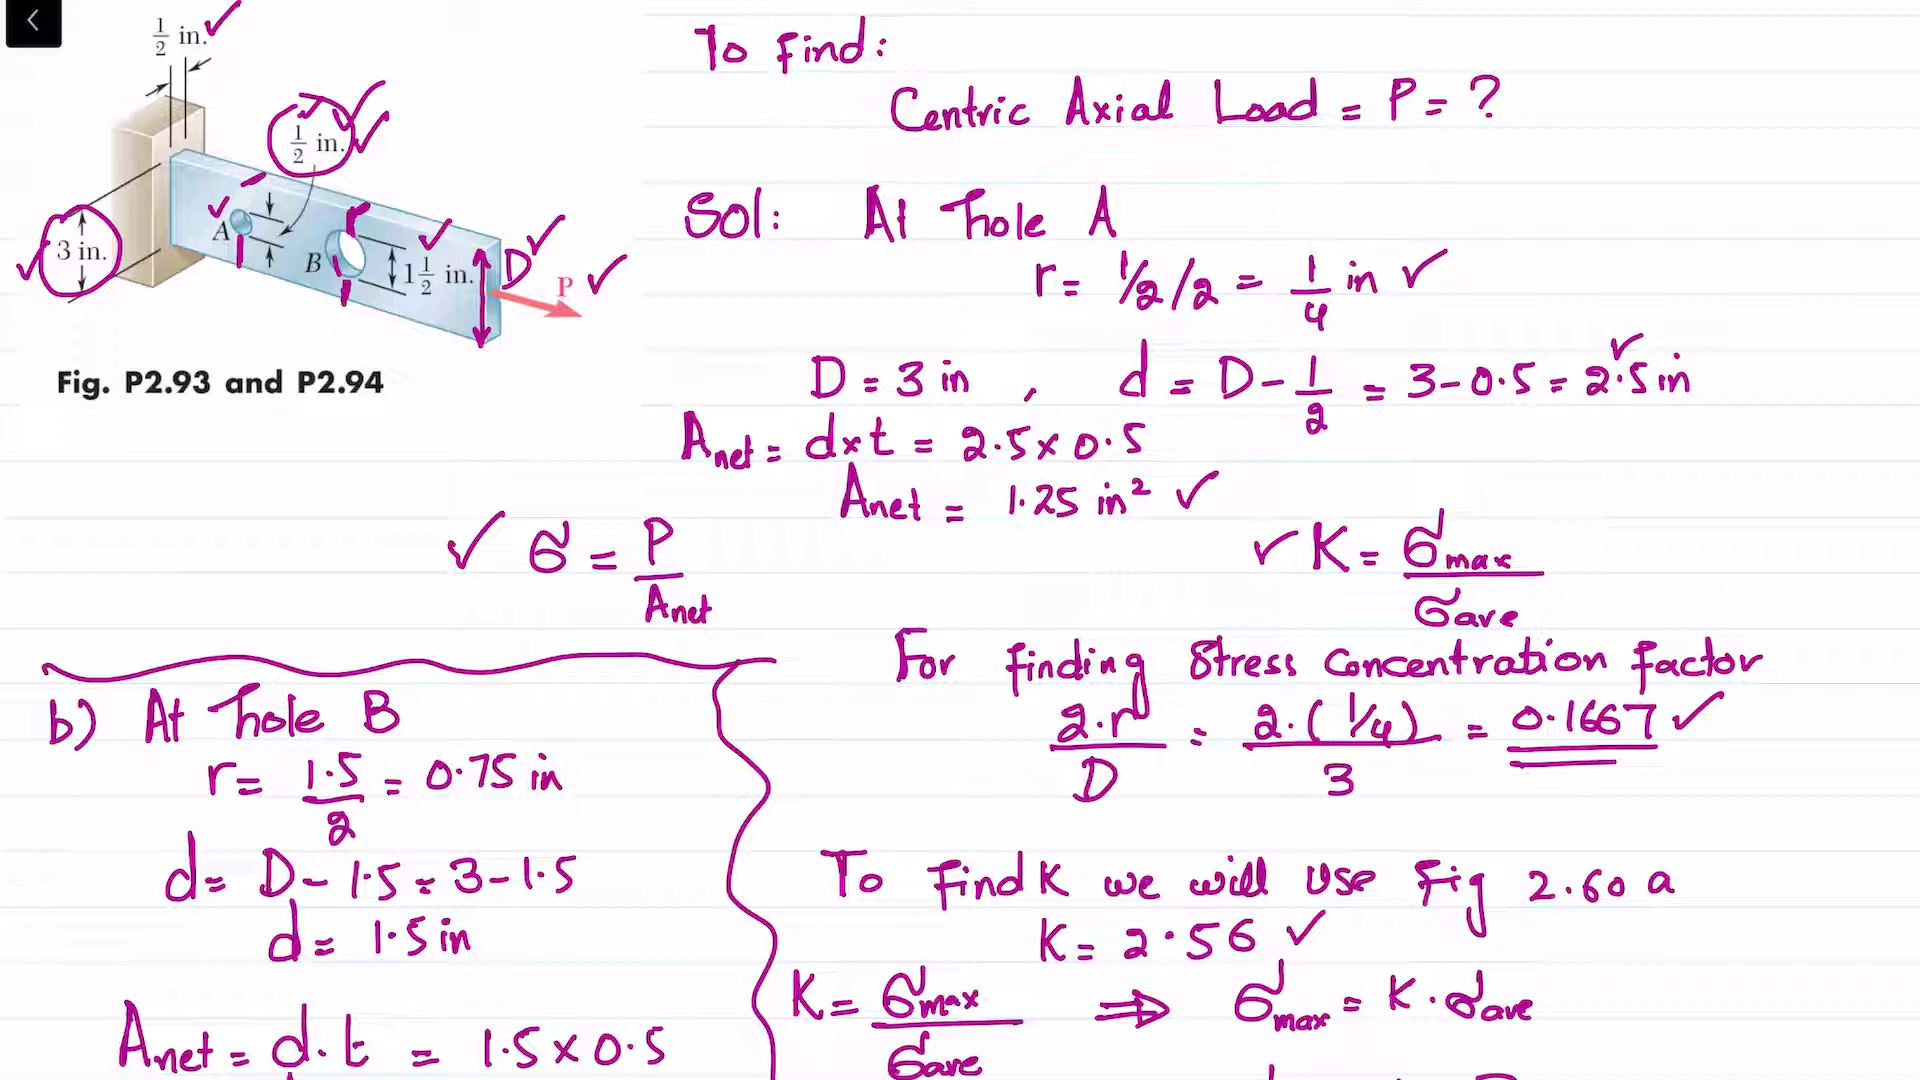 1/2 in.
1/2 in.
3 in.
A
B
1 1/2 in.
D
P
Fig. P2.93 and P2.94
To Find:
Centric Axial Load = P = ?
Sol: At hole A
r = 1/2/2 = 1/4 in
D = 3 in , d = D - 1/2 = 3 - 0.5 = 2.5 in
Anet = d x t = 2.5 x 0.5
Anet = 1.25 in²
σ = P/Anet
K = σmax/σave
For finding Stress Concentration factor
2.r/D = 2.(1/4)/3 = 0.1667
To Find K we will use Fig 2.60 a
K = 2.56
K = σmax/σave ⇒ σmax = K . σave
b) At hole B
r = 1.5/2 = 0.75 in
d = D - 1.5 = 3 - 1.5
d = 1.5 in
Anet = d.t = 1.5 x 0.5